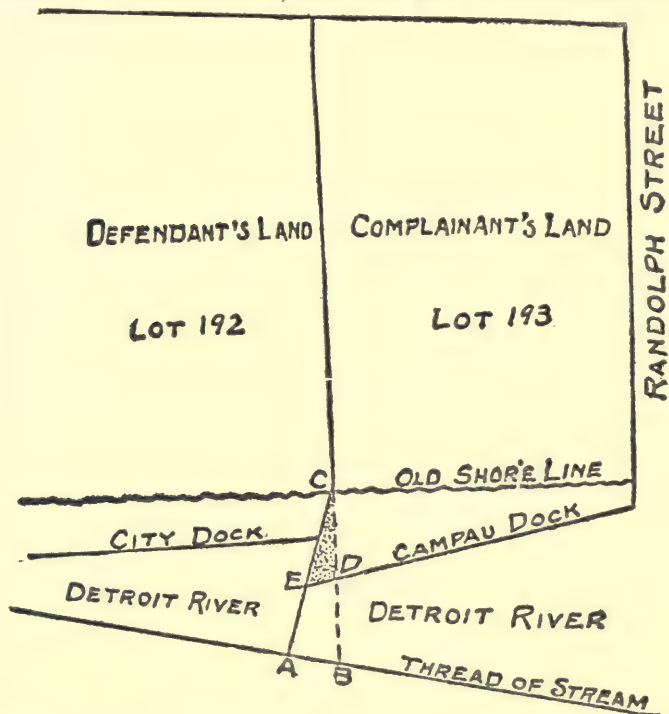 DEFENDANT'S LAND
LOT 192
COMPLAINANT'S LAND
LOT 193
RANDOLPH STREET
C
OLD SHOR'E LINE
CITY DOCK.
CAMPAU DOCK
E
D
DETROIT RIVER
DETROIT RIVER
A
B
THREAD OF STREAM